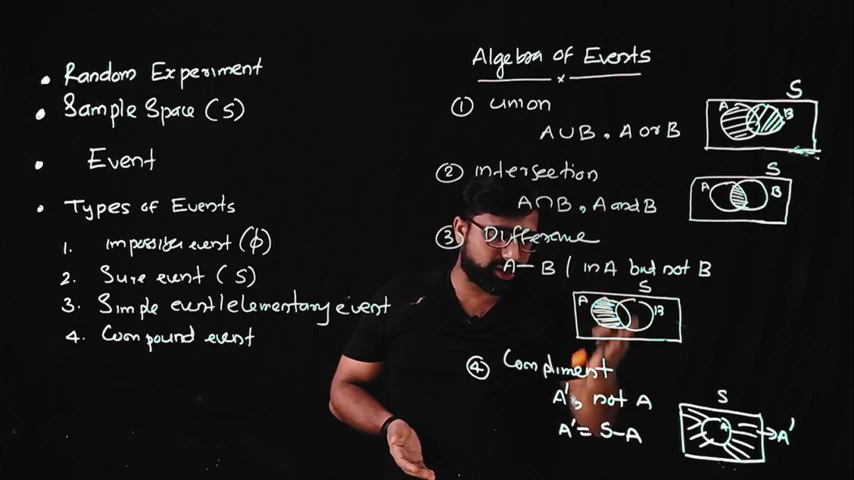 • Random Experiment
• Sample Space (S)
• Event
• Types of Events
1. impossible event (ϕ)
2. Sure event (S)
3. Simple event/elementary event
4. Compound event
Algebra of Events
① union
A∪B, A or B
S
A B
② intersection
A∩B, A and B
S
A B
③ Difference
A-B / in A but not B
S
A B
④ Compliment
A', not A
A' = S-A
S
A
A'